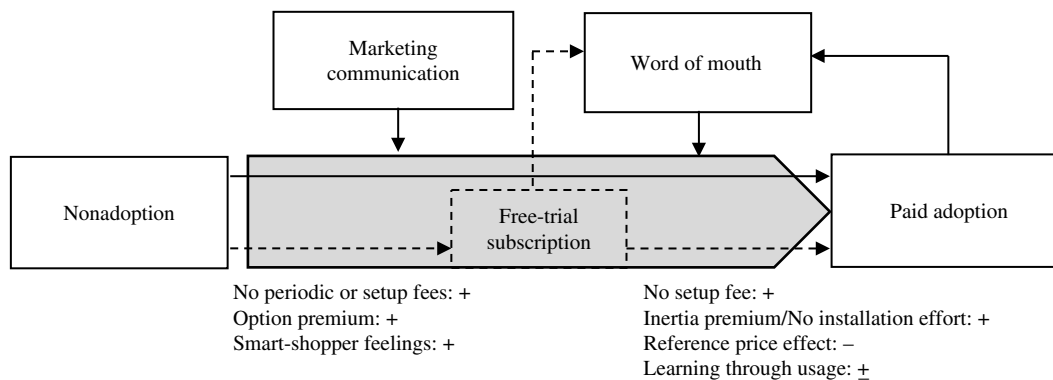 Marketing
communication
Word of mouth
Nonadoption
Free-trial
subscription
Paid adoption
No periodic or setup fees: +
Option premium: +
Smart-shopper feelings: +
No setup fee: +
Inertia premium/No installation effort: +
Reference price effect: –
Learning through usage: ±